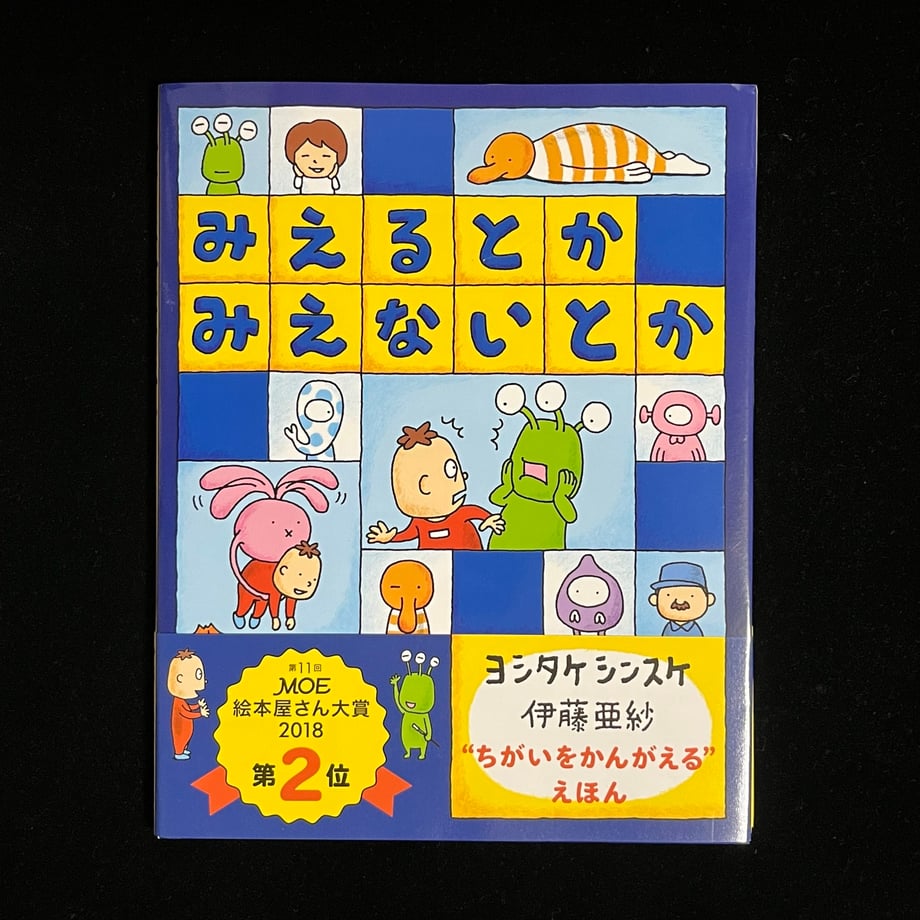 みえるとか
みえないとか
第11回
MOE
絵本屋さん大賞
2018
第2位
ヨシタケシンスケ
伊藤亜紗
“ちがいをかんがえる”
えほん